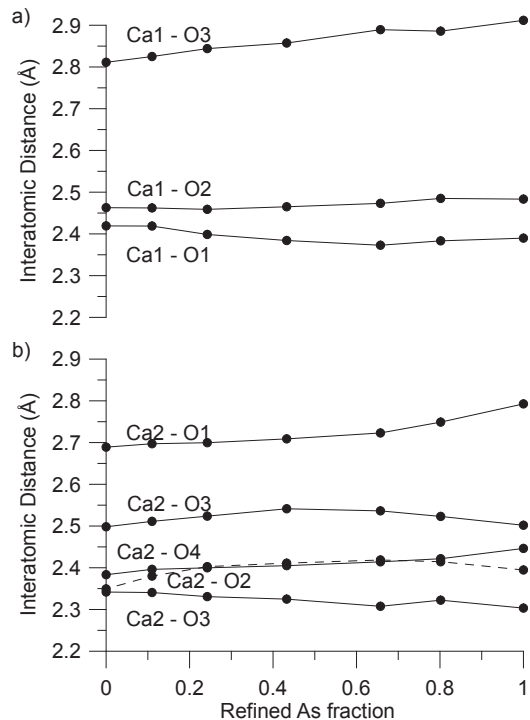 a)
2.9
Ca1 - O3
2.8
2.7
2.6
2.5
Ca1 - O2
2.4
Ca1 - O1
2.3
2.2
Interatomic Distance (Å)
b)
2.9
2.8
Ca2 - O1
2.7
2.6
Ca2 - O3
2.5
Ca2 - O4
2.4
Ca2 - O2
2.3
Ca2 - O3
2.2
Interatomic Distance (Å)
0 0.2 0.4 0.6 0.8 1
Refined As fraction